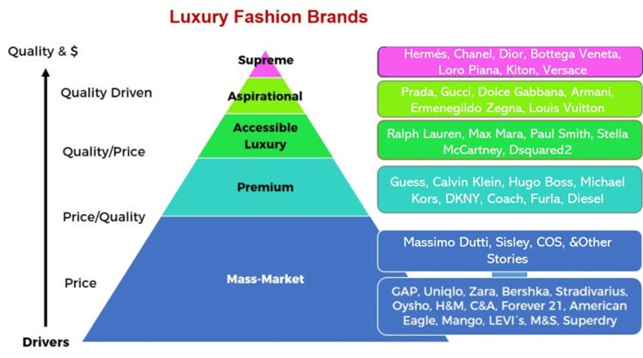 Luxury Fashion Brands
Quality & $
Quality Driven
Quality/Price
Price/Quality
Price
Drivers
Supreme
Aspirational
Accessible
Luxury
Premium
Mass-Market
Hermés, Chanel, Dior, Bottega Veneta,
Loro Piana, Kiton, Versace
Prada, Gucci, Dolce Gabbana, Armani,
Ermenegildo Zegna, Louis Vuitton
Ralph Lauren, Max Mara, Paul Smith, Stella
McCartney, Dsquared2
Guess, Calvin Klein, Hugo Boss, Michael
Kors, DKNY, Coach, Furla, Diesel
Massimo Dutti, Sisley, COS, &Other
Stories
GAP, Uniqlo, Zara, Bershka, Stradivarius,
Oysho, H&M, C&A, Forever 21, American
Eagle, Mango, LEVI´s, M&S, Superdry